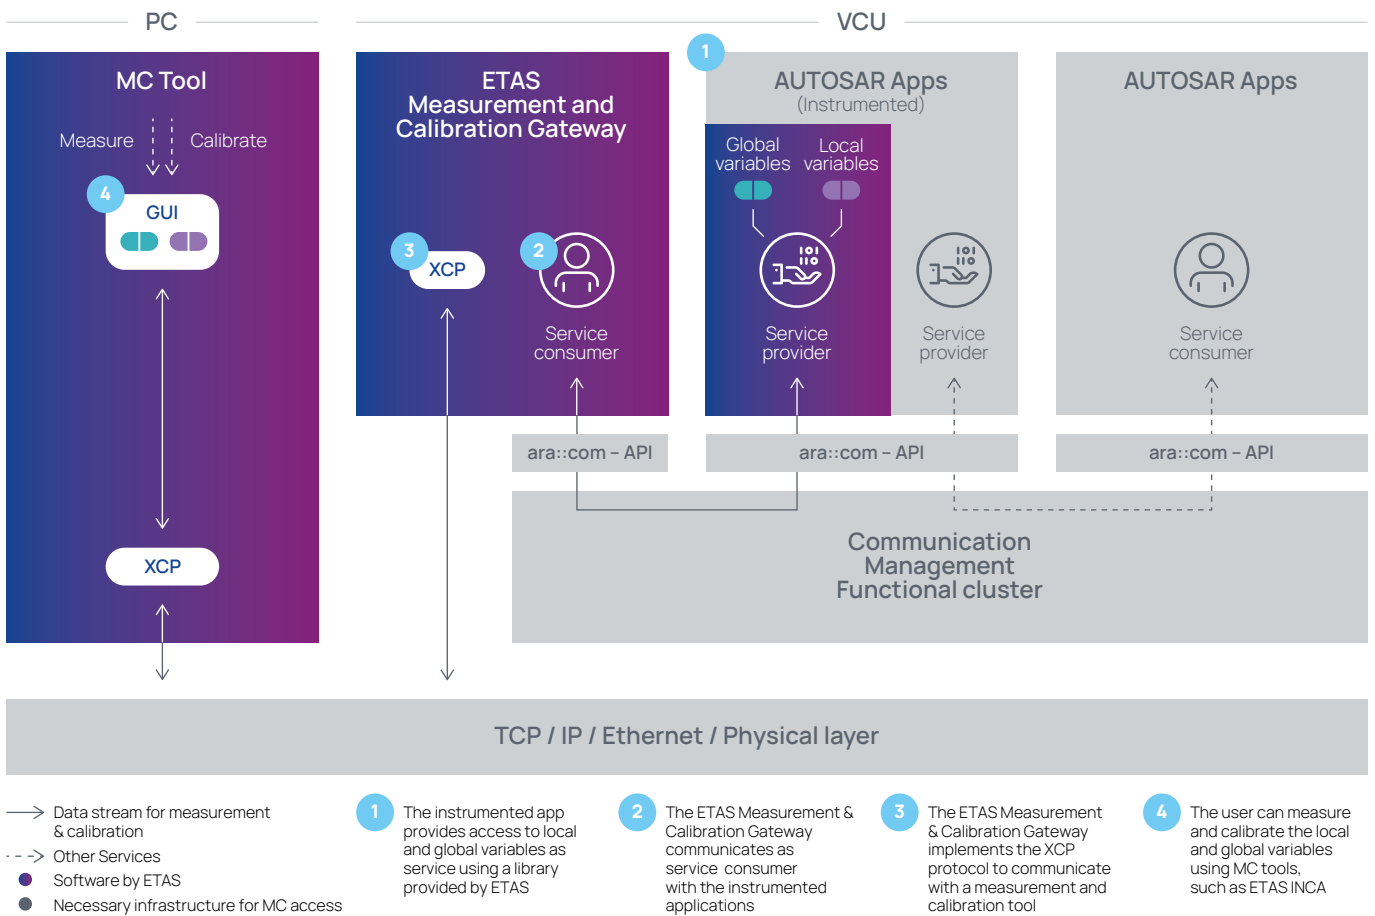 PC
VCU
MC Tool
Measure
Calibrate
4
GUI
XCP
ETAS
Measurement and
Calibration Gateway
3
XCP
2
Service
consumer
1
AUTOSAR Apps
(Instrumented)
Global
variables
Local
variables
101
110
Service
provider
101
110
Service
provider
AUTOSAR Apps
Service
consumer
ara::com – API
ara::com – API
ara::com – API
Communication
Management
Functional cluster
TCP / IP / Ethernet / Physical layer
Data stream for measurement
& calibration
Other Services
Software by ETAS
Necessary infrastructure for MC access
1
The instrumented app
provides access to local
and global variables as
service using a library
provided by ETAS
2
The ETAS Measurement &
Calibration Gateway
communicates as
service consumer
with the instrumented
applications
3
The ETAS Measurement
& Calibration Gateway
implements the XCP
protocol to communicate
with a measurement and
calibration tool
4
The user can measure
and calibrate the local
and global variables
using MC tools,
such as ETAS INCA